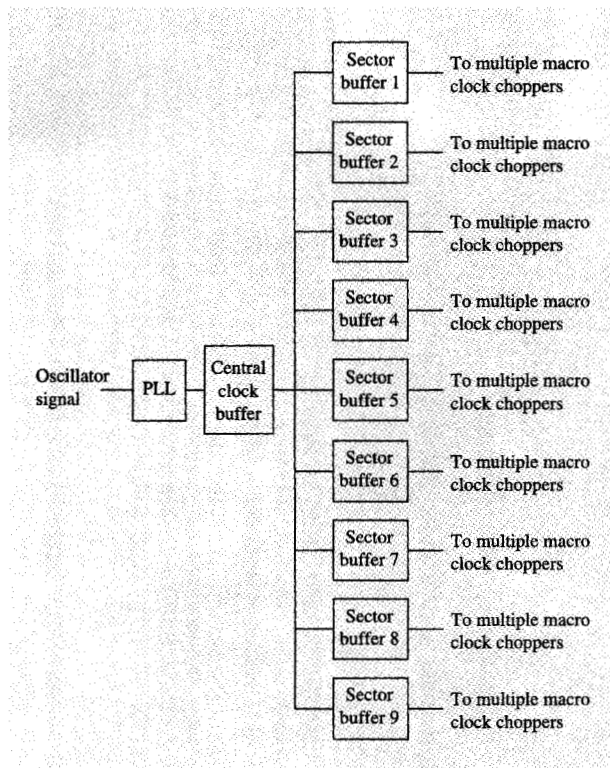 Sector
buffer 1
To multiple macro
clock choppers
Sector
buffer 2
To multiple macro
clock choppers
Sector
buffer 3
To multiple macro
clock choppers
Sector
buffer 4
To multiple macro
clock choppers
Oscillator
signal
PLL
Central
clock
buffer
Sector
buffer 5
To multiple macro
clock choppers
Sector
buffer 6
To multiple macro
clock choppers
Sector
buffer 7
To multiple macro
clock choppers
Sector
buffer 8
To multiple macro
clock choppers
Sector
buffer 9
To multiple macro
clock choppers